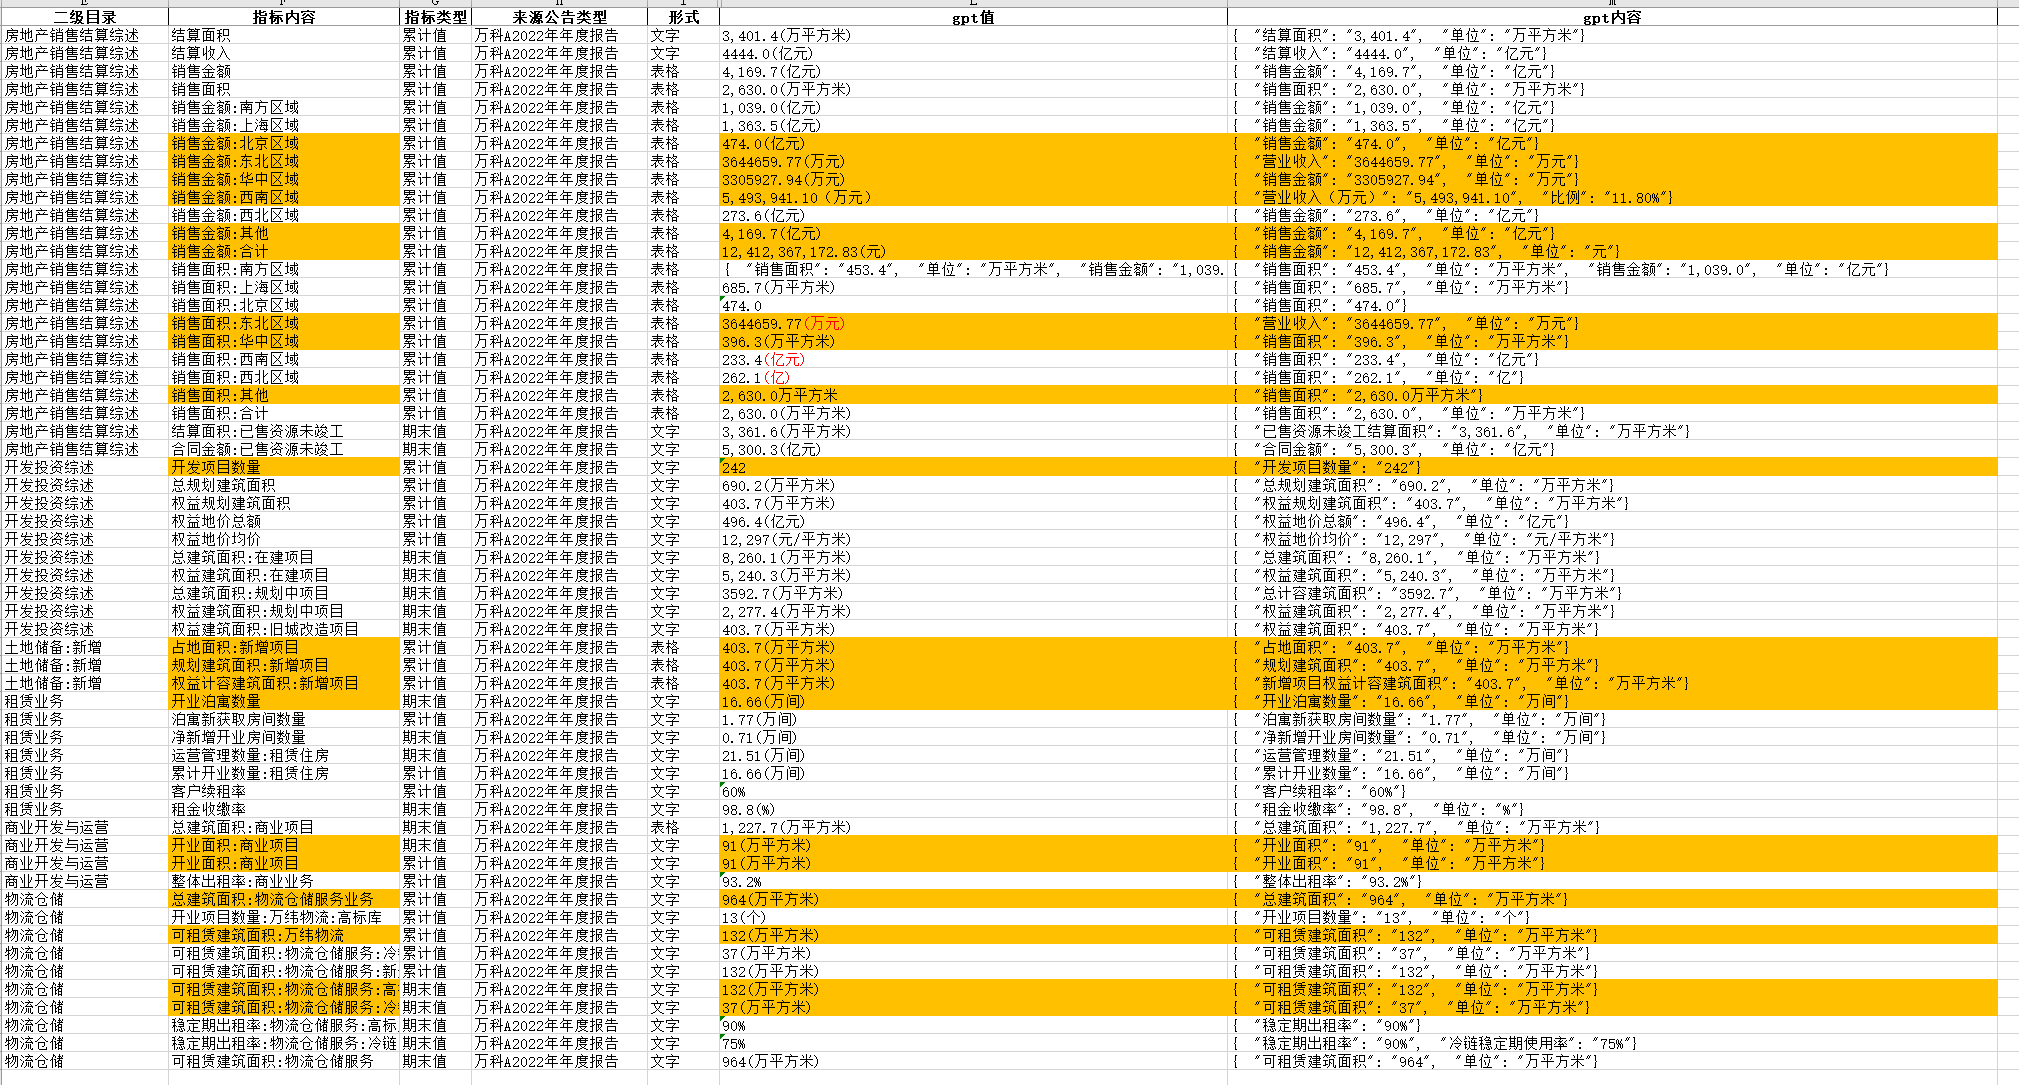 二级目录 指标内容 指标类型 来源公告类型 形式 gpt值 gpt内容
房地产销售结算综述 结算面积 累计值 万科A2022年年度报告 文字 3,401.4(万平方米) { "结算面积": "3,401.4", "单位": "万平方米"}
房地产销售结算综述 结算收入 累计值 万科A2022年年度报告 文字 4444.0(亿元) { "结算收入": "4444.0", "单位": "亿元"}
房地产销售结算综述 销售金额 累计值 万科A2022年年度报告 表格 4,169.7(亿元) { "销售金额": "4,169.7", "单位": "亿元"}
房地产销售结算综述 销售面积 累计值 万科A2022年年度报告 表格 2,630.0(万平方米) { "销售面积": "2,630.0", "单位": "万平方米"}
房地产销售结算综述 销售金额:南方区域 累计值 万科A2022年年度报告 表格 1,039.0(亿元) { "销售金额": "1,039.0", "单位": "亿元"}
房地产销售结算综述 销售金额:上海区域 累计值 万科A2022年年度报告 表格 1,363.5(亿元) { "销售金额": "1,363.5", "单位": "亿元"}
房地产销售结算综述 销售金额:北京区域 累计值 万科A2022年年度报告 表格 474.0(亿元) { "销售金额": "474.0", "单位": "亿元"}
房地产销售结算综述 销售金额:东北区域 累计值 万科A2022年年度报告 表格 3644659.77(万元) { "营业收入": "3644659.77", "单位": "万元"}
房地产销售结算综述 销售金额:华中区域 累计值 万科A2022年年度报告 表格 3305927.94(万元) { "销售金额": "3305927.94", "单位": "万元"}
房地产销售结算综述 销售金额:西南区域 累计值 万科A2022年年度报告 表格 5,493,941.10（万元） { "营业收入（万元）": "5,493,941.10", "比例": "11.80%"}
房地产销售结算综述 销售金额:西北区域 累计值 万科A2022年年度报告 表格 273.6(亿元) { "销售金额": "273.6", "单位": "亿元"}
房地产销售结算综述 销售金额:其他 累计值 万科A2022年年度报告 表格 4,169.7(亿元) { "销售金额": "4,169.7", "单位": "亿元"}
房地产销售结算综述 销售金额:合计 累计值 万科A2022年年度报告 表格 12,412,367,172.83(元) { "销售金额": "12,412,367,172.83", "单位": "元"}
房地产销售结算综述 销售面积:南方区域 累计值 万科A2022年年度报告 表格 { "销售面积": "453.4", "单位": "万平方米", "销售金额": "1,039. { "销售面积": "453.4", "单位": "万平方米", "销售金额": "1,039.0", "单位": "亿元"}
房地产销售结算综述 销售面积:上海区域 累计值 万科A2022年年度报告 表格 685.7(万平方米) { "销售面积": "685.7", "单位": "万平方米"}
房地产销售结算综述 销售面积:北京区域 累计值 万科A2022年年度报告 表格 474.0 { "销售面积": "474.0"}
房地产销售结算综述 销售面积:东北区域 累计值 万科A2022年年度报告 表格 3644659.77(万元) { "营业收入": "3644659.77", "单位": "万元"}
房地产销售结算综述 销售面积:华中区域 累计值 万科A2022年年度报告 表格 396.3(万平方米) { "销售面积": "396.3", "单位": "万平方米"}
房地产销售结算综述 销售面积:西南区域 累计值 万科A2022年年度报告 表格 233.4(亿元) { "销售面积": "233.4", "单位": "亿元"}
房地产销售结算综述 销售面积:西北区域 累计值 万科A2022年年度报告 表格 262.1(亿) { "销售面积": "262.1", "单位": "亿"}
房地产销售结算综述 销售面积:其他 累计值 万科A2022年年度报告 表格 2,630.0万平方米 { "销售面积": "2,630.0万平方米"}
房地产销售结算综述 销售面积:合计 累计值 万科A2022年年度报告 表格 2,630.0(万平方米) { "销售面积": "2,630.0", "单位": "万平方米"}
房地产销售结算综述 结算面积:已售资源未竣工 期末值 万科A2022年年度报告 文字 3,361.6(万平方米) { "已售资源未竣工结算面积": "3,361.6", "单位": "万平方米"}
房地产销售结算综述 合同金额:已售资源未竣工 期末值 万科A2022年年度报告 文字 5,300.3(亿元) { "合同金额": "5,300.3", "单位": "亿元"}
开发投资综述 开发项目数量 累计值 万科A2022年年度报告 文字 242 { "开发项目数量": "242"}
开发投资综述 总规划建筑面积 累计值 万科A2022年年度报告 文字 690.2(万平方米) { "总规划建筑面积": "690.2", "单位": "万平方米"}
开发投资综述 权益规划建筑面积 累计值 万科A2022年年度报告 文字 403.7(万平方米) { "权益规划建筑面积": "403.7", "单位": "万平方米"}
开发投资综述 权益地价总额 累计值 万科A2022年年度报告 文字 496.4(亿元) { "权益地价总额": "496.4", "单位": "亿元"}
开发投资综述 权益地价均价 累计值 万科A2022年年度报告 文字 12,297(元/平方米) { "权益地价均价": "12,297", "单位": "元/平方米"}
开发投资综述 总建筑面积:在建项目 期末值 万科A2022年年度报告 文字 8,260.1(万平方米) { "总建筑面积": "8,260.1", "单位": "万平方米"}
开发投资综述 权益建筑面积:在建项目 期末值 万科A2022年年度报告 文字 5,240.3(万平方米) { "权益建筑面积": "5,240.3", "单位": "万平方米"}
开发投资综述 总建筑面积:规划中项目 期末值 万科A2022年年度报告 文字 3592.7(万平方米) { "总计容建筑面积": "3592.7", "单位": "万平方米"}
开发投资综述 权益建筑面积:规划中项目 期末值 万科A2022年年度报告 文字 2,277.4(万平方米) { "权益建筑面积": "2,277.4", "单位": "万平方米"}
开发投资综述 权益建筑面积:旧城改造项目 期末值 万科A2022年年度报告 文字 403.7(万平方米) { "权益建筑面积": "403.7", "单位": "万平方米"}
土地储备:新增 占地面积:新增项目 累计值 万科A2022年年度报告 表格 403.7(万平方米) { "占地面积": "403.7", "单位": "万平方米"}
土地储备:新增 规划建筑面积:新增项目 累计值 万科A2022年年度报告 表格 403.7(万平方米) { "规划建筑面积": "403.7", "单位": "万平方米"}
土地储备:新增 权益计容建筑面积:新增项目 累计值 万科A2022年年度报告 表格 403.7(万平方米) { "新增项目权益计容建筑面积": "403.7", "单位": "万平方米"}
租赁业务 开业泊寓数量 期末值 万科A2022年年度报告 文字 16.66(万间) { "开业泊寓数量": "16.66", "单位": "万间"}
租赁业务 泊寓新获取房间数量 累计值 万科A2022年年度报告 文字 1.77(万间) { "泊寓新获取房间数量": "1.77", "单位": "万间"}
租赁业务 净新增开业房间数量 期末值 万科A2022年年度报告 文字 0.71(万间) { "净新增开业房间数量": "0.71", "单位": "万间"}
租赁业务 运营管理数量:租赁住房 期末值 万科A2022年年度报告 文字 21.51(万间) { "运营管理数量": "21.51", "单位": "万间"}
租赁业务 累计开业数量:租赁住房 累计值 万科A2022年年度报告 文字 16.66(万间) { "累计开业数量": "16.66", "单位": "万间"}
租赁业务 客户续租率 累计值 万科A2022年年度报告 文字 60% { "客户续租率": "60%"}
租赁业务 租金收缴率 期末值 万科A2022年年度报告 文字 98.8(%) { "租金收缴率": "98.8", "单位": "%"}
商业开发与运营 总建筑面积:商业项目 期末值 万科A2022年年度报告 表格 1,227.7(万平方米) { "总建筑面积": "1,227.7", "单位": "万平方米"}
商业开发与运营 开业面积:商业项目 期末值 万科A2022年年度报告 文字 91(万平方米) { "开业面积": "91", "单位": "万平方米"}
商业开发与运营 开业面积:商业项目 累计值 万科A2022年年度报告 文字 91(万平方米) { "开业面积": "91", "单位": "万平方米"}
商业开发与运营 整体出租率:商业业务 累计值 万科A2022年年度报告 文字 93.2% { "整体出租率": "93.2%"}
物流仓储 总建筑面积:物流仓储服务业务 累计值 万科A2022年年度报告 文字 964(万平方米) { "总建筑面积": "964", "单位": "万平方米"}
物流仓储 开业项目数量:万纬物流:高标库 累计值 万科A2022年年度报告 文字 13(个) { "开业项目数量": "13", "单位": "个"}
物流仓储 可租赁建筑面积:万纬物流 累计值 万科A2022年年度报告 文字 132(万平方米) { "可租赁建筑面积": "132", "单位": "万平方米"}
物流仓储 可租赁建筑面积:物流仓储服务:冷 累计值 万科A2022年年度报告 文字 37(万平方米) { "可租赁建筑面积": "37", "单位": "万平方米"}
物流仓储 可租赁建筑面积:物流仓储服务:新 累计值 万科A2022年年度报告 文字 132(万平方米) { "可租赁建筑面积": "132", "单位": "万平方米"}
物流仓储 可租赁建筑面积:物流仓储服务:高 期末值 万科A2022年年度报告 文字 132(万平方米) { "可租赁建筑面积": "132", "单位": "万平方米"}
物流仓储 可租赁建筑面积:物流仓储服务:冷 期末值 万科A2022年年度报告 文字 37(万平方米) { "可租赁建筑面积": "37", "单位": "万平方米"}
物流仓储 稳定期出租率:物流仓储服务:高标 期末值 万科A2022年年度报告 文字 90% { "稳定期出租率": "90%"}
物流仓储 稳定期出租率:物流仓储服务:冷链 期末值 万科A2022年年度报告 文字 75% { "稳定期出租率": "90%", "冷链稳定期使用率": "75%"}
物流仓储 可租赁建筑面积:物流仓储服务 期末值 万科A2022年年度报告 文字 964(万平方米) { "可租赁建筑面积": "964", "单位": "万平方米"}